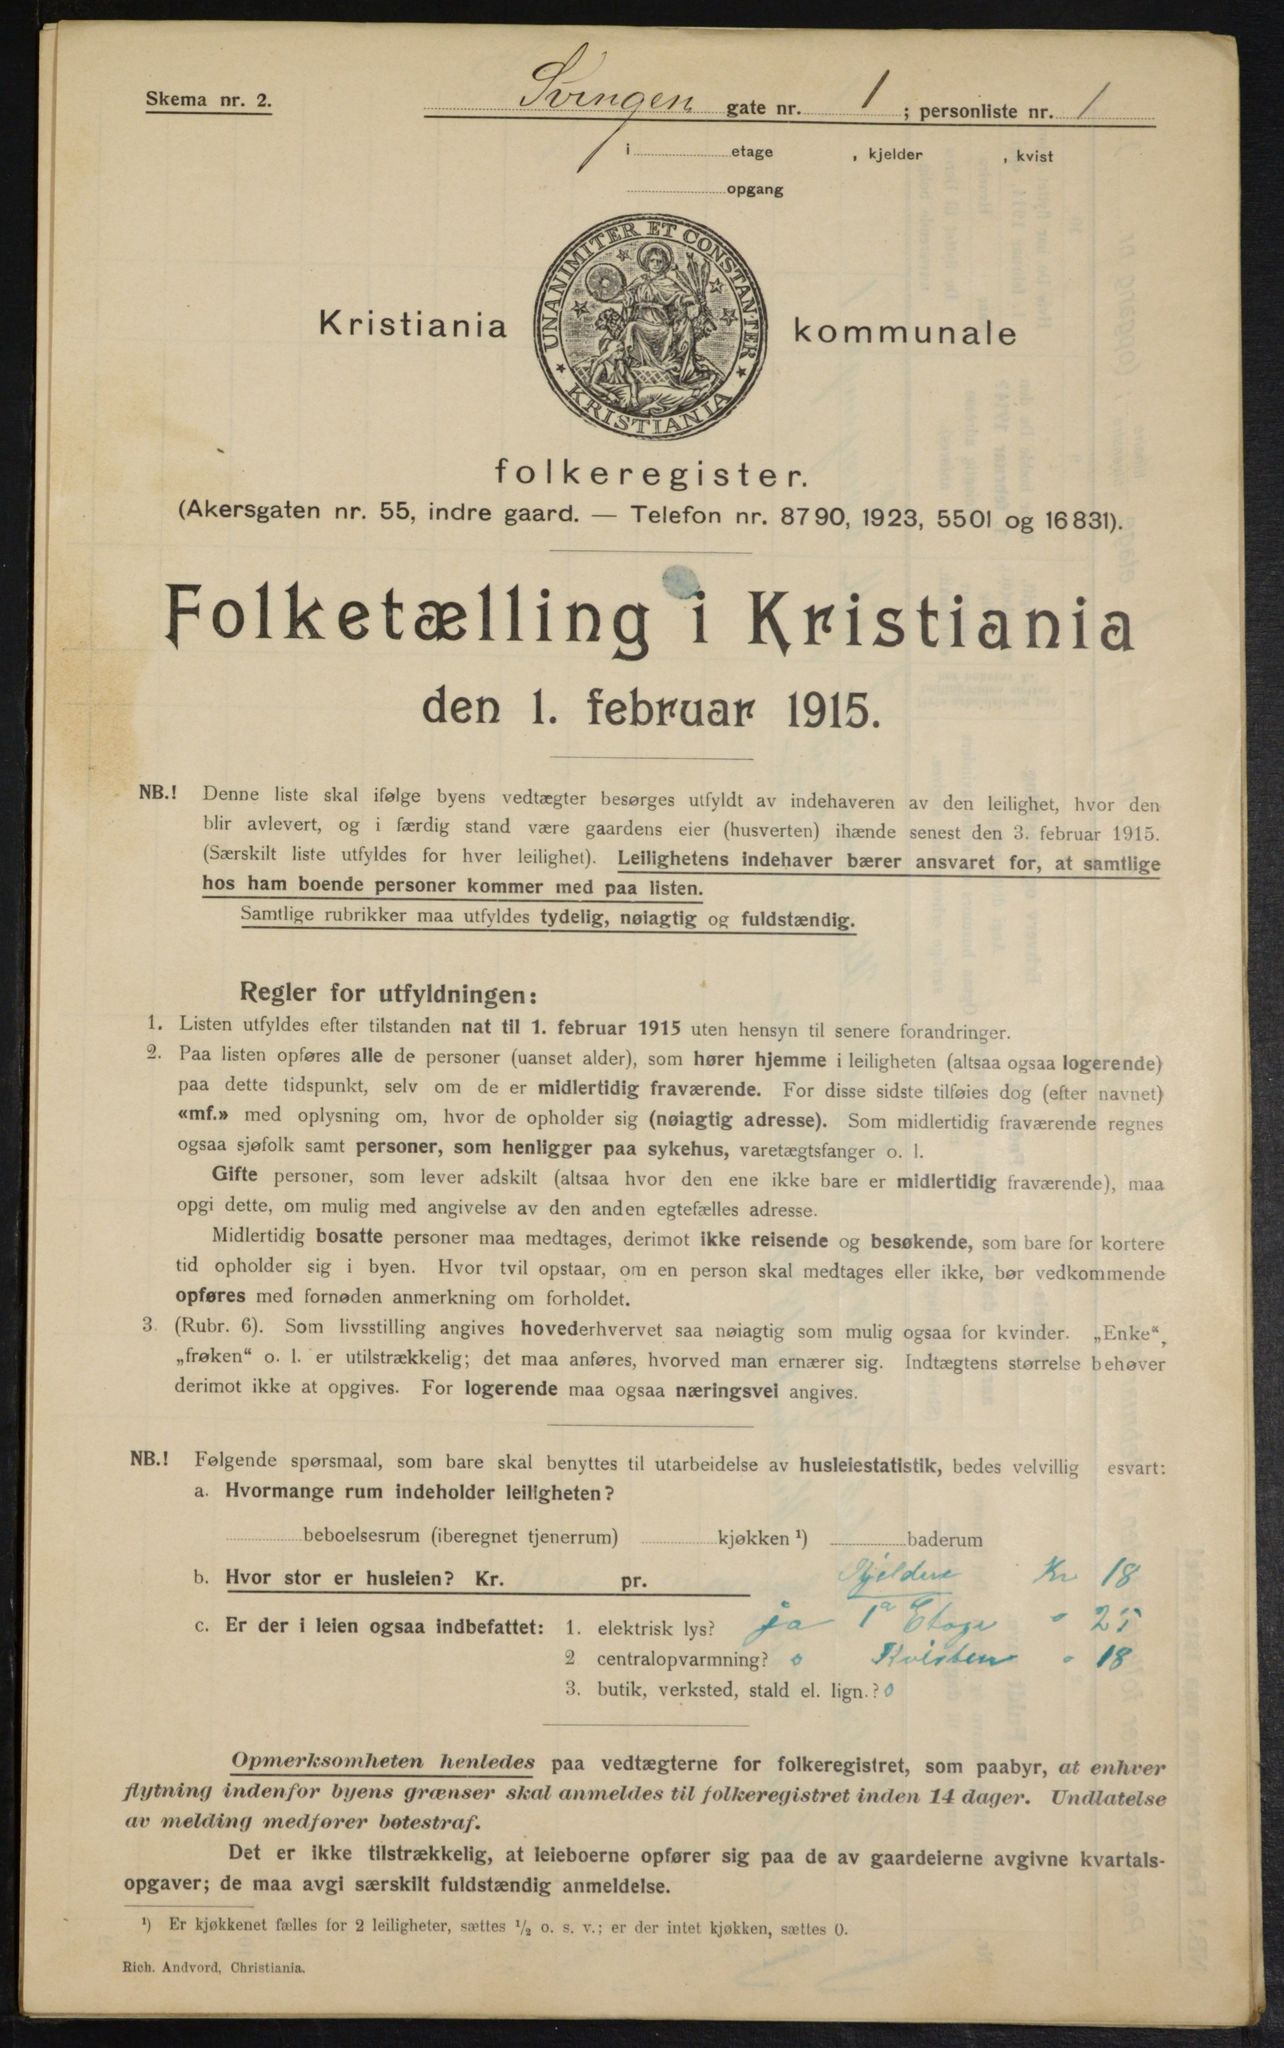 Skema nr. 2.
Svingen gate nr. 1 ; personliste nr. 1
i etage , kjelder , kvist
opgang
UNANIMITER ET CONSTANTER
KRISTIANIA
Kristiania kommunale
folkeregister.
(Akersgaten nr. 55, indre gaard. — Telefon nr. 8790, 1923, 5501 og 16831).
Folketælling i Kristiania
den 1. februar 1915.
NB.! Denne liste skal ifølge byens vedtægter besørges utfyldt av indehaveren av den leilighet, hvor den
blir avlevert, og i færdig stand være gaardens eier (husverten) ihænde senest den 3. februar 1915.
(Særskilt liste utfyldes for hver leilighet). Leilighetens indehaver bærer ansvaret for, at samtlige
hos ham boende personer kommer med paa listen.
Samtlige rubrikker maa utfyldes tydelig, nøiagtig og fuldstændig.
Regler for utfyldningen:
1. Listen utfyldes efter tilstanden nat til 1. februar 1915 uten hensyn til senere forandringer.
2. Paa listen opføres alle de personer (uanset alder), som hører hjemme i leiligheten (altsaa ogsaa logerende)
paa dette tidspunkt, selv om de er midlertidig fraværende. For disse sidste tilføies dog (efter navnet)
«mf.» med oplysning om, hvor de opholder sig (nøiagtig adresse). Som midlertidig fraværende regnes
ogsaa sjøfolk samt personer, som henligger paa sykehus, varetægtsfanger o. l.
Gifte personer, som lever adskilt (altsaa hvor den ene ikke bare er midlertidig fraværende), maa
opgi dette, om mulig med angivelse av den anden egtefælles adresse.
Midlertidig bosatte personer maa medtages, derimot ikke reisende og besøkende, som bare for kortere
tid opholder sig i byen. Hvor tvil opstaar, om en person skal medtages eller ikke, bør vedkommende
opføres med fornøden anmerkning om forholdet.
3. (Rubr. 6). Som livsstilling angives hovederhvervet saa nøiagtig som mulig ogsaa for kvinder. „Enke“,
„frøken“ o. l. er utilstrækkelig; det maa anføres, hvorved man ernærer sig. Indtægtens størrelse behøver
derimot ikke at opgives. For logerende maa ogsaa næringsvei angives.
NB.! Følgende spørsmaal, som bare skal benyttes til utarbeidelse av husleiestatistik, bedes velvillig esvart:
a. Hvormange rum indeholder leiligheten?
beboelsesrum (iberegnet tjenerrum) kjøkken ¹) baderum
b. Hvor stor er husleien? Kr. pr. Kjeldere Kr 18
c. Er der i leien ogsaa indbefattet: 1. elektrisk lys? ja 1a Etage " 25
2 centralopvarmning? o Kvisten " 18
3. butik, verksted, stald el. lign.? o
Opmerksomheten henledes paa vedtægterne for folkeregistret, som paabyr, at enhver
flytning indenfor byens grænser skal anmeldes til folkeregistret inden 14 dager. Undlatelse
av melding medfører bøtestraf.
Det er ikke tilstrækkelig, at leieboerne opfører sig paa de av gaardeierne avgivne kvartals-
opgaver; de maa avgi særskilt fuldstændig anmeldelse.
¹) Er kjøkkenet fælles for 2 leiligheter, sættes ½ o. s. v.; er der intet kjøkken, sættes 0.
Rich. Andvord, Christiania.